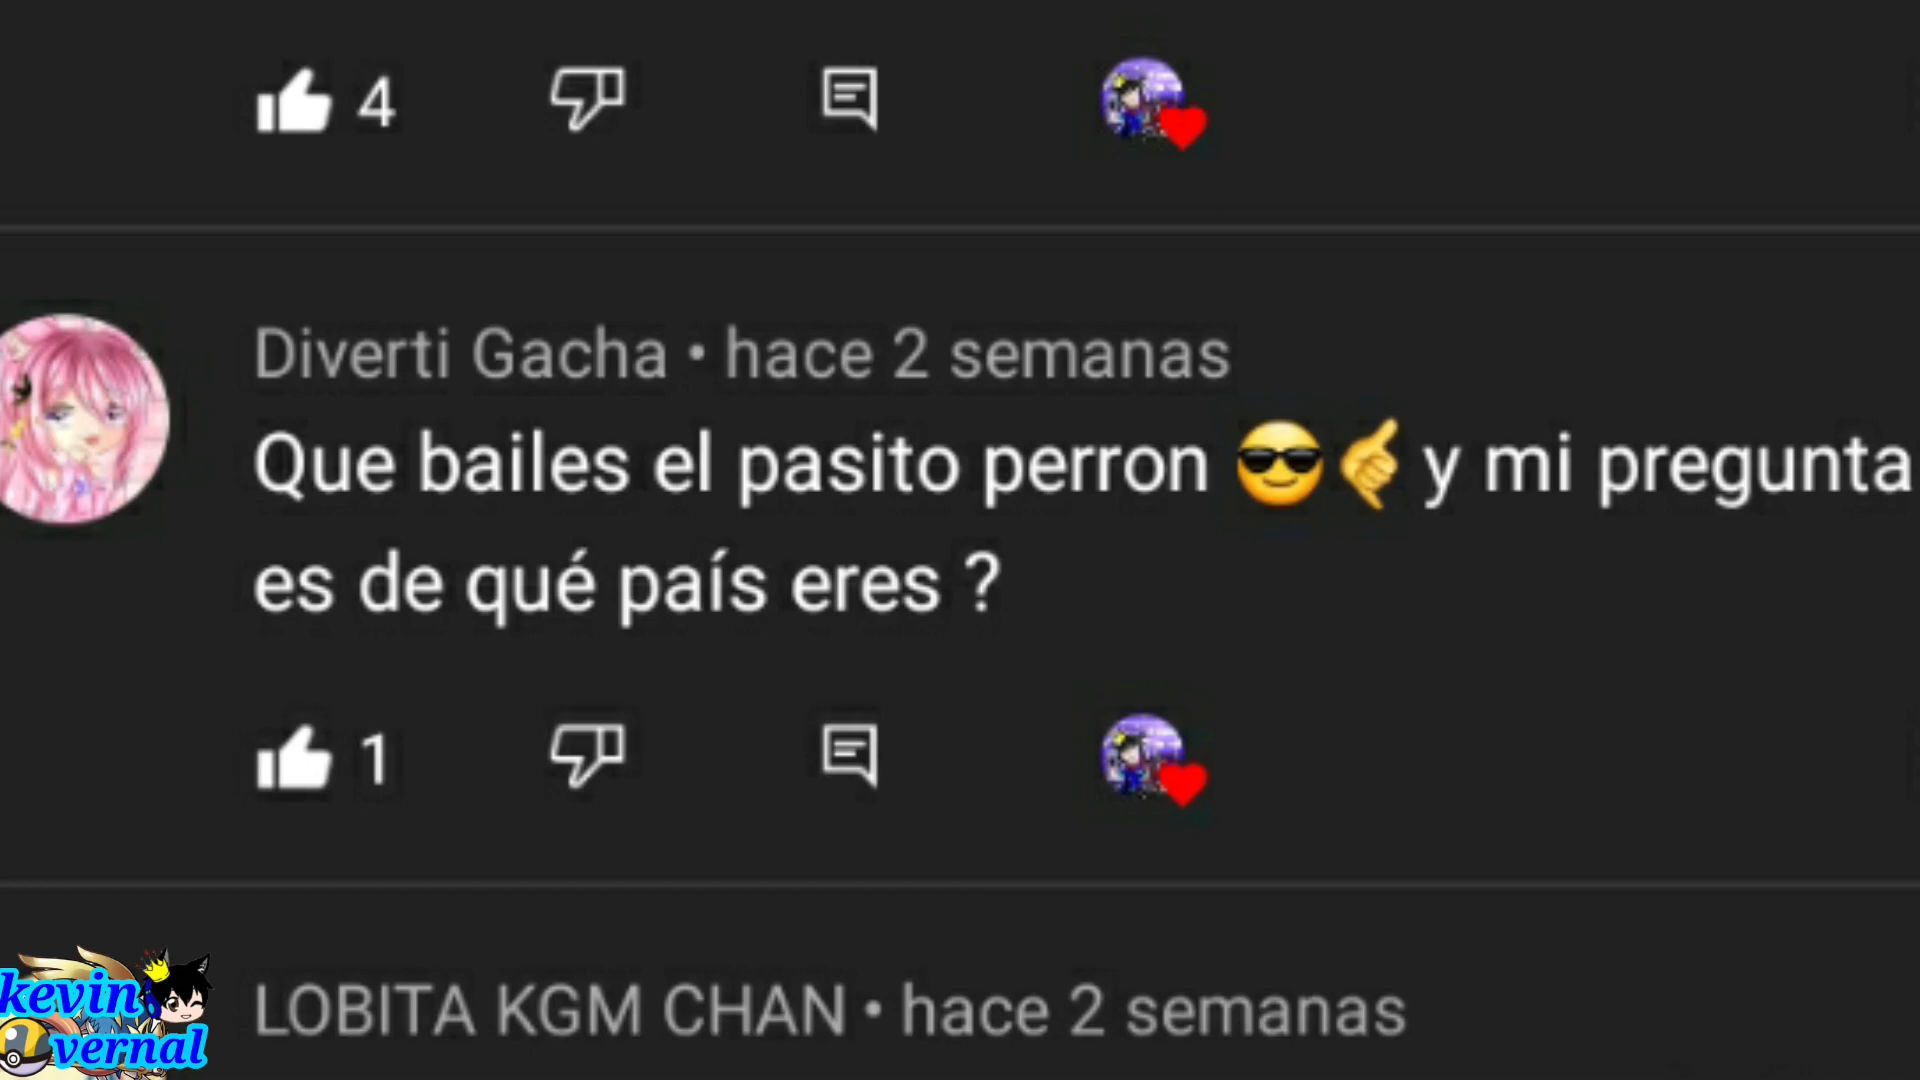 4
Diverti Gacha • hace 2 semanas
Que bailes el pasito perron 😎🤙 y mi pregunta
es de qué país eres ?
1
LOBITA KGM CHAN • hace 2 semanas
kevin
vernal